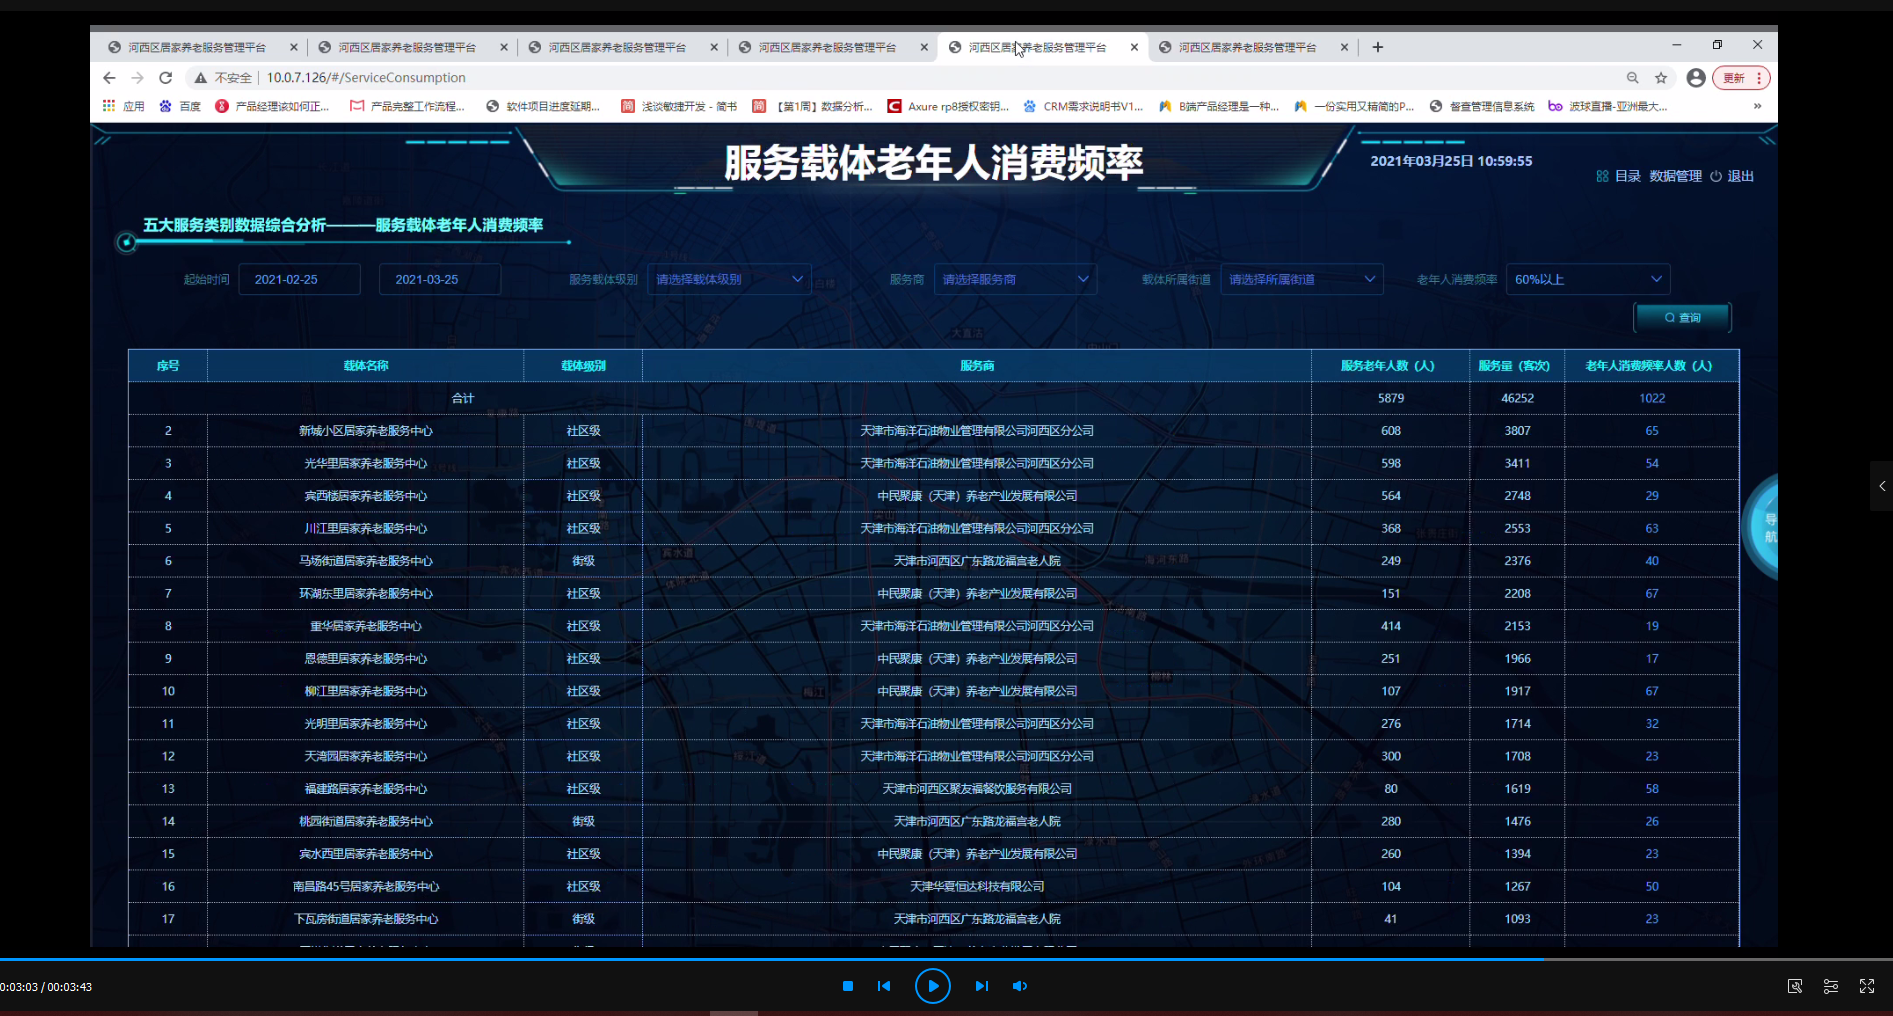 河西区居家养老服务管理平台 河西区居家养老服务管理平台 河西区居家养老服务管理平台 河西区居家养老服务管理平台 河西区居家养老服务管理平台 河西区居家养老服务管理平台
不安全 10.0.7.126/#/ServiceConsumption 更新
应用 百度 产品经理该如何正... 产品完整工作流程... 软件项目进度延期... 浅谈敏捷开发 - 简书 【第1周】数据分析... Axure rp8授权密钥... CRM需求说明书V1... B端产品经理是一种... 一份实用又精简的P... 督查管理信息系统 波球直播-亚洲最大... »
服务载体老年人消费频率
2021年03月25日 10:59:55
目录 数据管理 退出
五大服务类别数据综合分析———服务载体老年人消费频率
起始时间 2021-02-25 2021-03-25 服务载体级别 请选择载体级别 服务商 请选择服务商 载体所属街道 请选择所属街道 老年人消费频率 60%以上
查询
序号 载体名称 载体级别 服务商 服务老年人数（人） 服务量（客次） 老年人消费频率人数（人）
合计 5879 46252 1022
2 新城小区居家养老服务中心 社区级 天津市海洋石油物业管理有限公司河西区分公司 608 3807 65
3 光华里居家养老服务中心 社区级 天津市海洋石油物业管理有限公司河西区分公司 598 3411 54
4 宾西楼居家养老服务中心 社区级 中民聚康（天津）养老产业发展有限公司 564 2748 29
5 川江里居家养老服务中心 社区级 天津市海洋石油物业管理有限公司河西区分公司 368 2553 63
6 马场街道居家养老服务中心 街级 天津市河西区广东路龙福宫老人院 249 2376 40
7 环湖东里居家养老服务中心 社区级 中民聚康（天津）养老产业发展有限公司 151 2208 67
8 重华居家养老服务中心 社区级 天津市海洋石油物业管理有限公司河西区分公司 414 2153 19
9 恩德里居家养老服务中心 社区级 中民聚康（天津）养老产业发展有限公司 251 1966 17
10 柳江里居家养老服务中心 社区级 中民聚康（天津）养老产业发展有限公司 107 1917 67
11 光明里居家养老服务中心 社区级 天津市海洋石油物业管理有限公司河西区分公司 276 1714 32
12 天湾园居家养老服务中心 社区级 天津市海洋石油物业管理有限公司河西区分公司 300 1708 23
13 福建路居家养老服务中心 社区级 天津市河西区聚友福餐饮服务有限公司 80 1619 58
14 桃园街道居家养老服务中心 街级 天津市河西区广东路龙福宫老人院 280 1476 26
15 宾水西里居家养老服务中心 社区级 中民聚康（天津）养老产业发展有限公司 260 1394 23
16 南昌路45号居家养老服务中心 社区级 天津华夏恒达科技有限公司 104 1267 50
17 下瓦房街道居家养老服务中心 街级 天津市河西区广东路龙福宫老人院 41 1093 23
导航
0:03:03 / 00:03:43